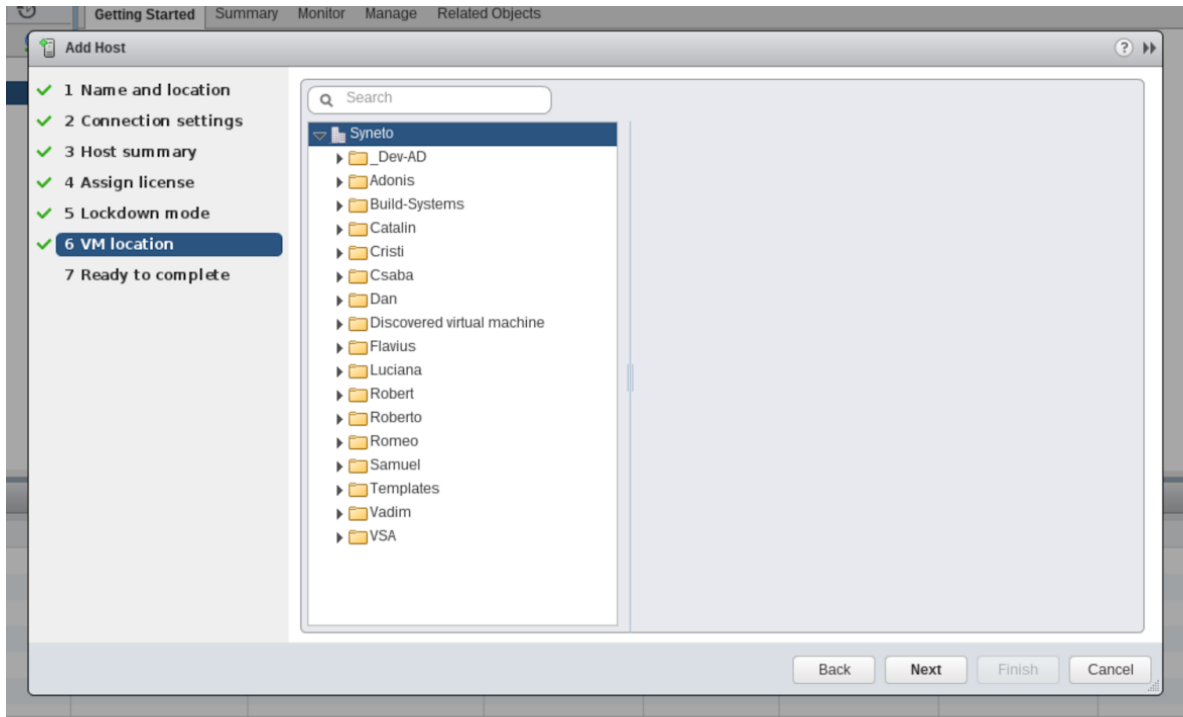 Getting Started Summary Monitor Manage Related Objects
Add Host
?
1 Name and location
2 Connection settings
3 Host summary
4 Assign license
5 Lockdown mode
6 VM location
7 Ready to complete
Search
Syneto
_Dev-AD
Adonis
Build-Systems
Catalin
Cristi
Csaba
Dan
Discovered virtual machine
Flavius
Luciana
Robert
Roberto
Romeo
Samuel
Templates
Vadim
VSA
Back Next Finish Cancel